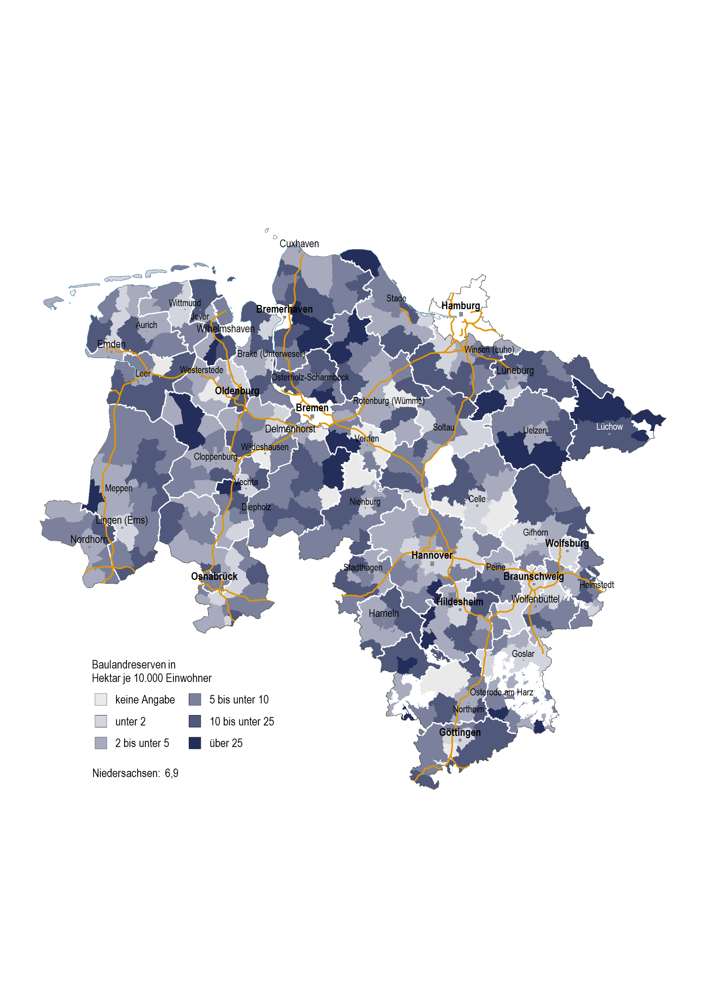 Cuxhaven
Stade
Hamburg
Wittmund
Bremerhaven
Jever
Aurich
Wilhelmshaven
Emden
Winsen (Luhe)
Brake (Unterweser)
Westerstede
Lüneburg
Leer
Osterholz-Scharmbeck
Oldenburg
Rotenburg (Wümme)
Bremen
Soltau
Lüchow
Delmenhorst
Uelzen
Verden
Wildeshausen
Cloppenburg
Vechta
Meppen
Celle
Nienburg
Diepholz
Lingen (Ems)
Gifhorn
Nordhorn
Wolfsburg
Hannover
Stadthagen
Peine
Osnabrück
Braunschweig
Helmstedt
Wolfenbüttel
Hildesheim
Hameln
Goslar
Osterode am Harz
Northeim
Göttingen
Baulandreserven in
Hektar je 10.000 Einwohner
keine Angabe
unter 2
2 bis unter 5
5 bis unter 10
10 bis unter 25
über 25
Niedersachsen: 6,9